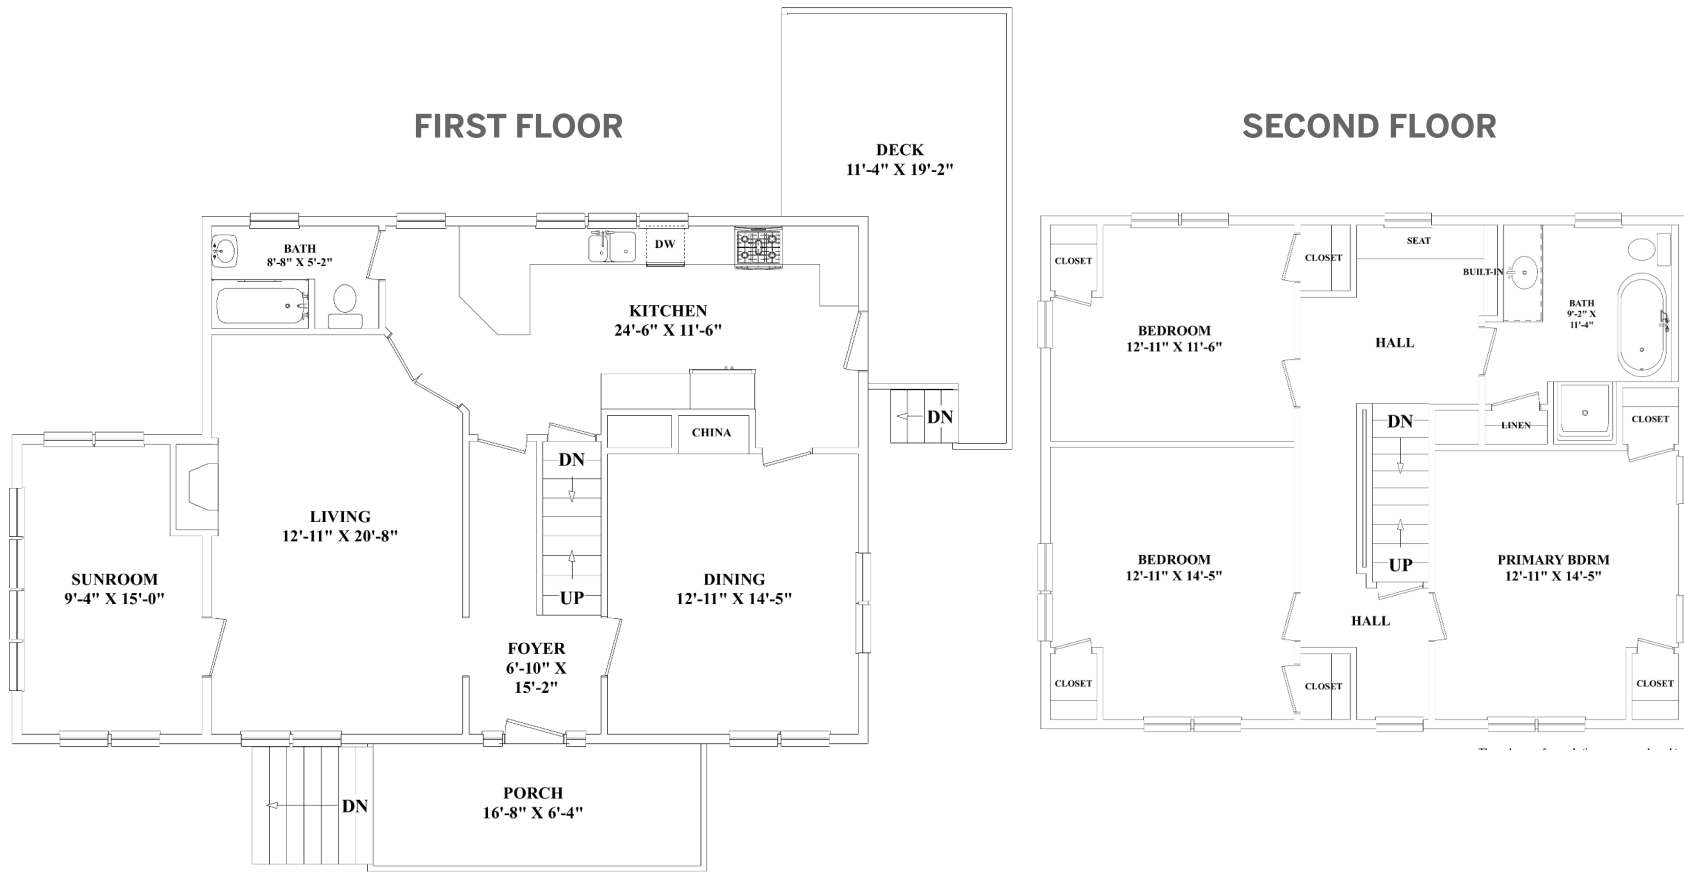 FIRST FLOOR
DECK
11'-4" X 19'-2"
BATH
8'-8" X 5'-2"
DW
KITCHEN
24'-6" X 11'-6"
DN
CHINA
DN
LIVING
12'-11" X 20'-8"
SUNROOM
9'-4" X 15'-0"
DINING
12'-11" X 14'-5"
UP
FOYER
6'-10" X
15'-2"
PORCH
16'-8" X 6'-4"
DN
SECOND FLOOR
SEAT
CLOSET
CLOSET
BUILT-IN
BATH
9'-2" X
11'-4"
BEDROOM
12'-11" X 11'-6"
HALL
DN
LINEN
CLOSET
BEDROOM
12'-11" X 14'-5"
UP
PRIMARY BDRM
12'-11" X 14'-5"
HALL
CLOSET
CLOSET
CLOSET